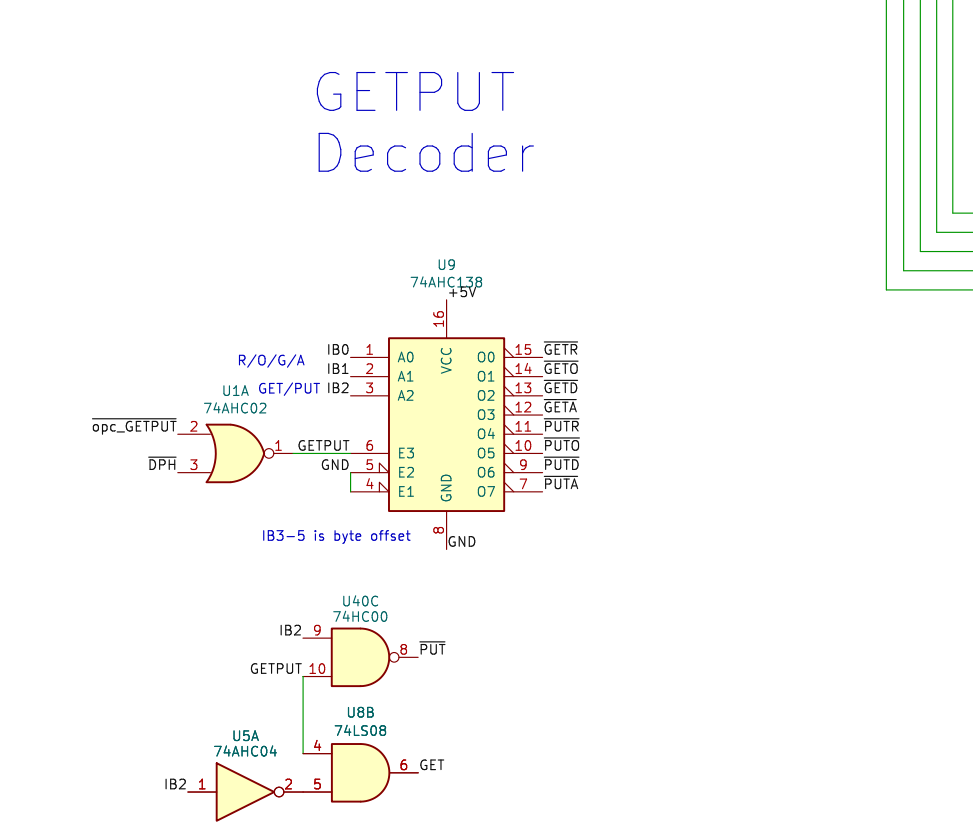 GETPUT
Decoder
U9
74AHC138
+5V
16
VCC
IB0 1 A0 O0 15 GETR
R/O/G/A
IB1 2 A1 O1 14 GETO
GET/PUT IB2 3 A2 O2 13 GETD
U1A
74AHC02
O3 12 GETA
opc_GETPUT 2
O4 11 PUTR
1 GETPUT 6 E3 O5 10 PUTO
DPH 3
GND 5 E2 O6 9 PUTD
4 E1 O7 7 PUTA
GND
8
GND
IB3-5 is byte offset
U40C
74HC00
IB2 9
8 PUT
GETPUT 10
U8B
74LS08
U5A
74AHC04
4
6 GET
IB2 1 2 5